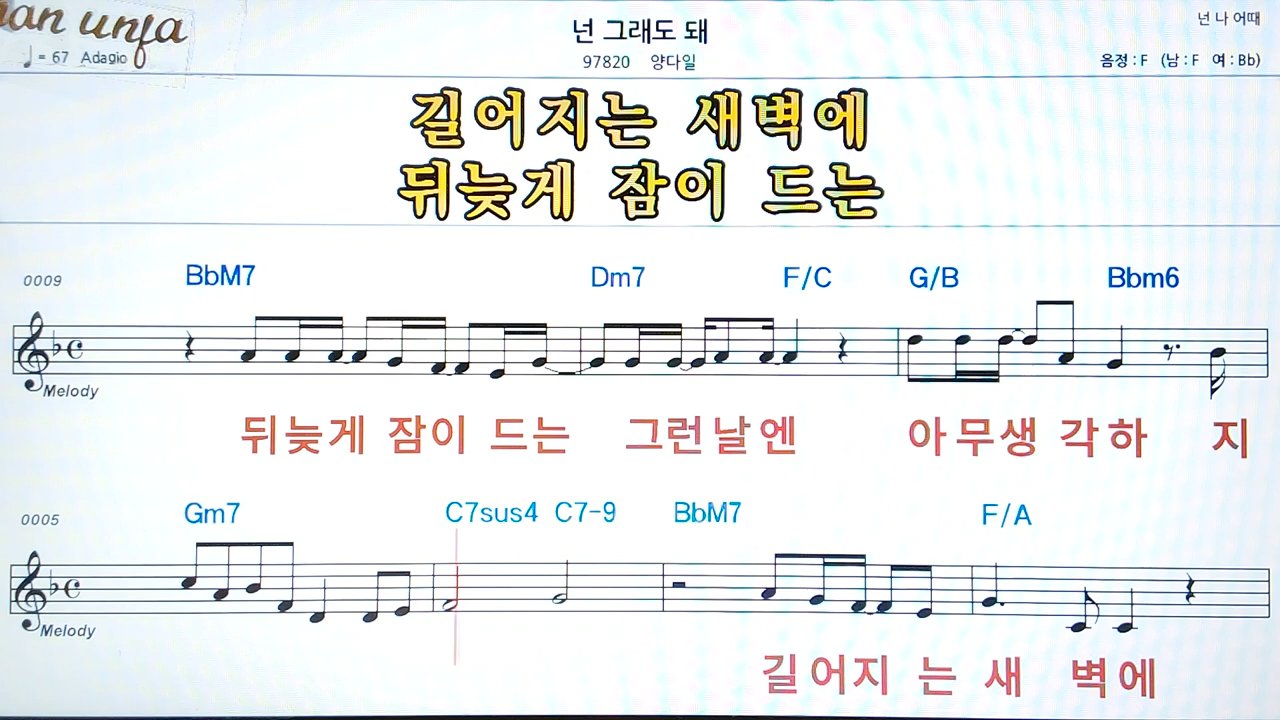 넌 그래도 돼
넌 나 어때
♩= 67 Adagio
97820 양다일
음정 : F (남 : F 여 : Bb)
길어지는 새벽에
뒤늦게 잠이 드는
0009 BbM7 Dm7 F/C G/B Bbm6
Melody
뒤늦게 잠이 드는 그런날엔 아무생 각하 지
0005 Gm7 C7sus4 C7-9 BbM7 F/A
Melody
길어지 는 새 벽에